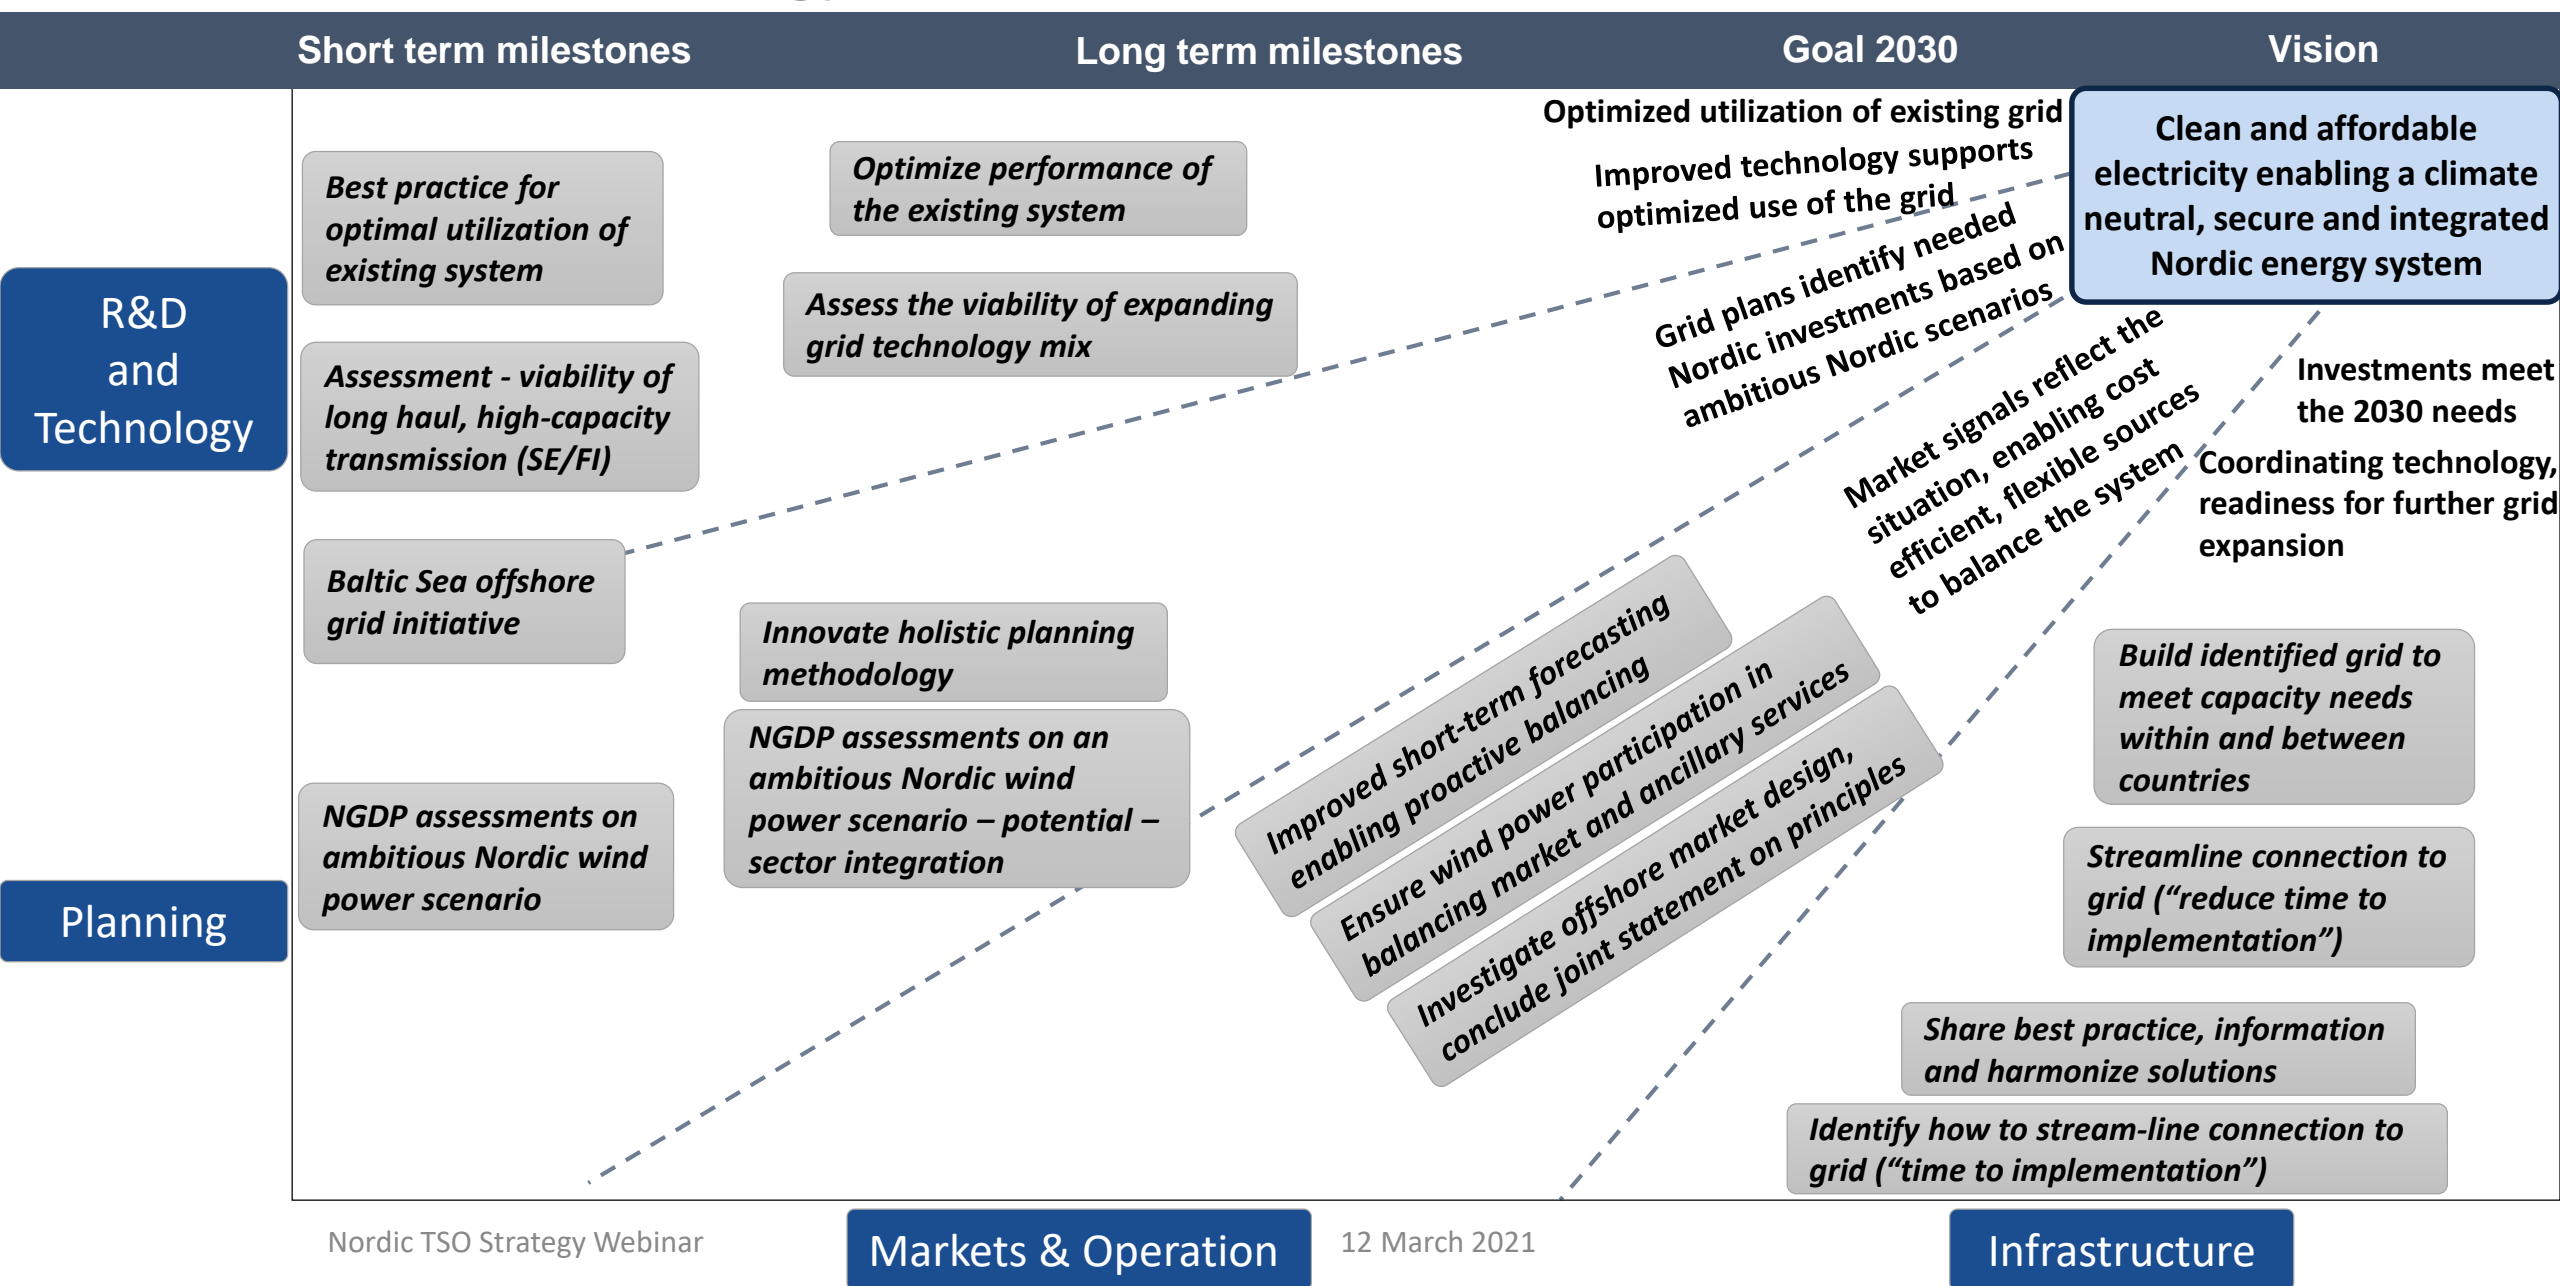 Short term milestones
Long term milestones
Goal 2030
Vision
R&D
and
Technology
Planning
Best practice for
optimal utilization of
existing system
Assessment - viability of
long haul, high-capacity
transmission (SE/FI)
Baltic Sea offshore
grid initiative
NGDP assessments on
ambitious Nordic wind
power scenario
Optimize performance of
the existing system
Assess the viability of expanding
grid technology mix
Innovate holistic planning
methodology
NGDP assessments on an
ambitious Nordic wind
power scenario – potential –
sector integration
Optimized utilization of existing grid
Improved technology supports
optimized use of the grid
Grid plans identify needed
Nordic investments based on
ambitious Nordic scenarios
Market signals reflect the
situation, enabling cost
efficient, flexible sources
to balance the system
Improved short-term forecasting
enabling proactive balancing
Ensure wind power participation in
balancing market and ancillary services
Investigate offshore market design,
conclude joint statement on principles
Clean and affordable
electricity enabling a climate
neutral, secure and integrated
Nordic energy system
Investments meet
the 2030 needs
Coordinating technology,
readiness for further grid
expansion
Build identified grid to
meet capacity needs
within and between
countries
Streamline connection to
grid (“reduce time to
implementation”)
Share best practice, information
and harmonize solutions
Identify how to stream-line connection to
grid (“time to implementation”)
Nordic TSO Strategy Webinar
Markets & Operation
12 March 2021
Infrastructure